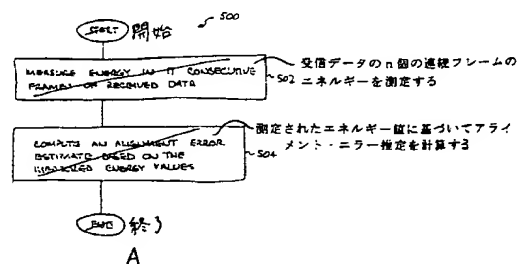 START 開始
500
MEASURE ENERGY IN n CONSECUTIVE
FRAMES OF RECEIVED DATA
502
受信データのn個の連続フレームの
エネルギーを測定する
COMPUTE AN ALIGNMENT ERROR
ESTIMATE BASED ON THE
MEASURED ENERGY VALUES
504
測定されたエネルギー値に基づいてアライ
メント・エラー推定を計算する
END 終了
A